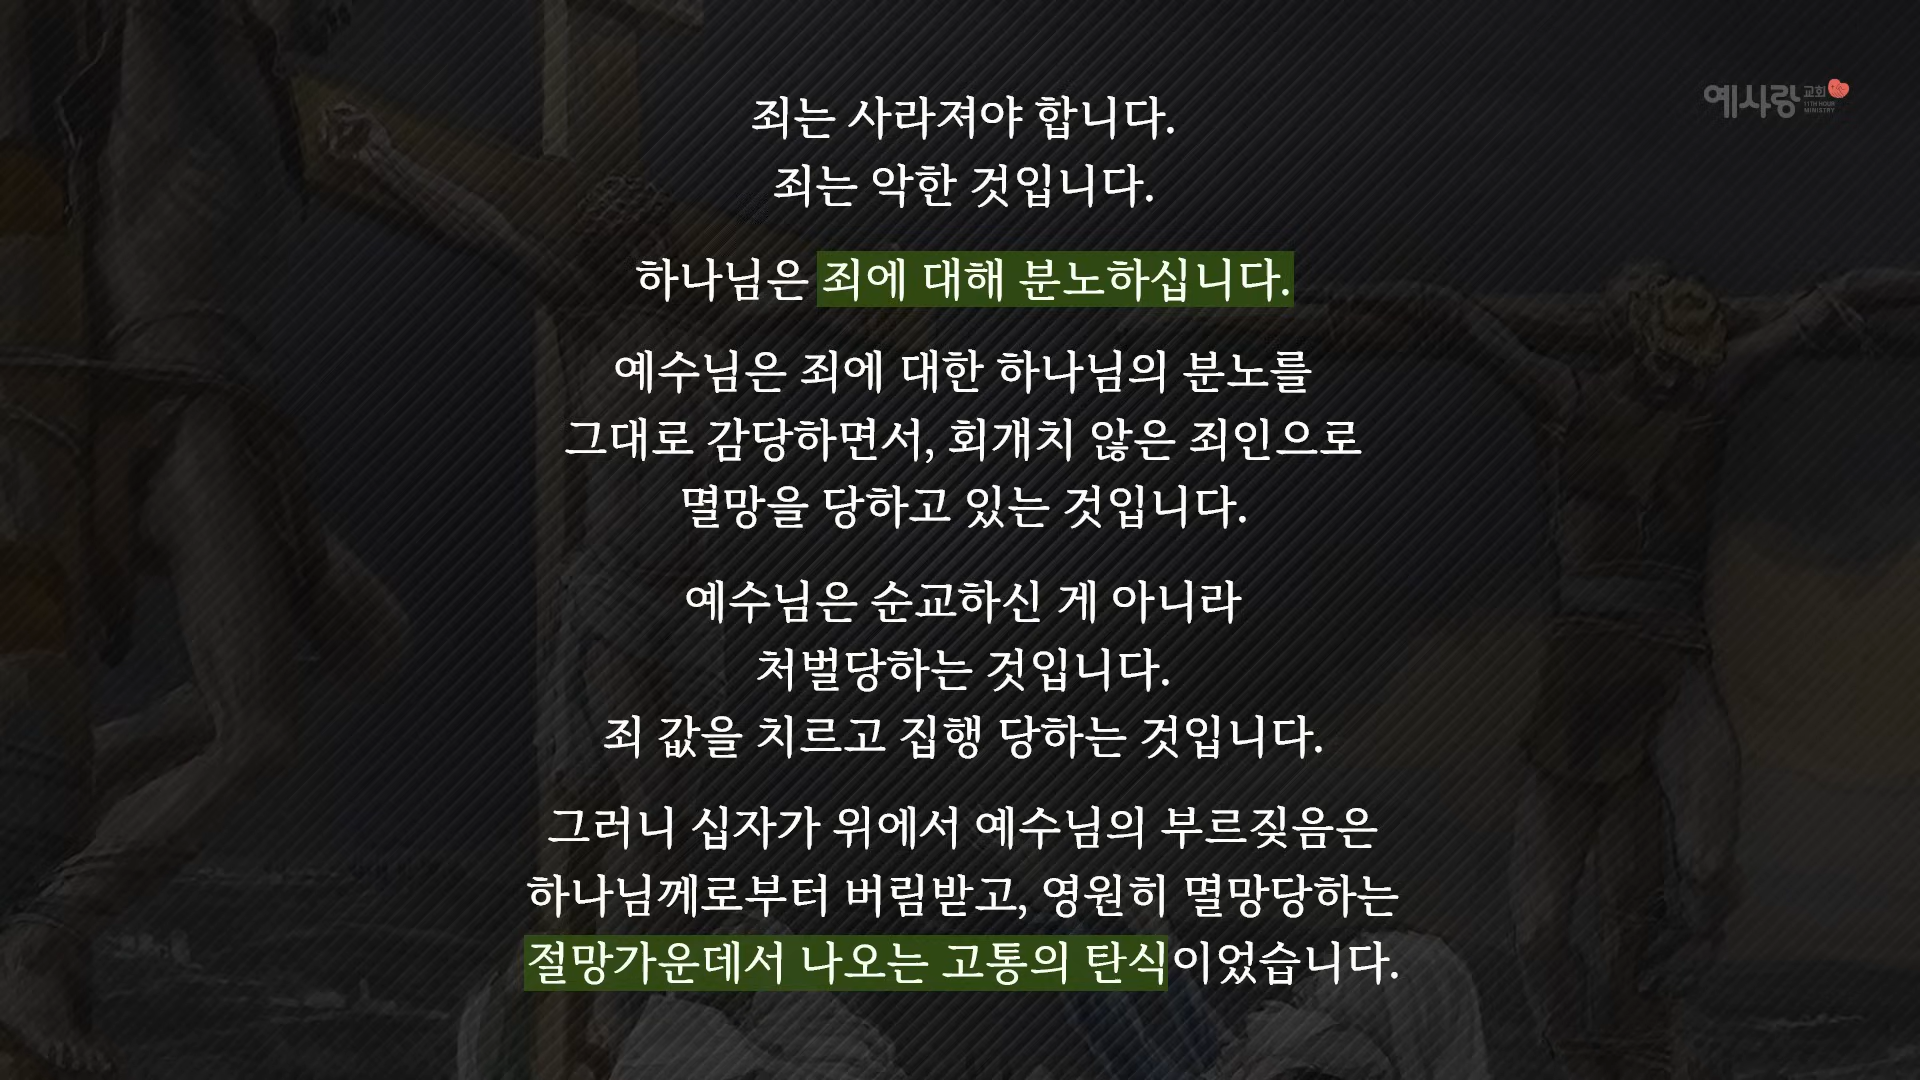 예사랑 교회
11TH HOUR
MINISTRY
죄는 사라져야 합니다.
죄는 악한 것입니다.
하나님은 죄에 대해 분노하십니다.
예수님은 죄에 대한 하나님의 분노를
그대로 감당하면서, 회개치 않은 죄인으로
멸망을 당하고 있는 것입니다.
예수님은 순교하신 게 아니라
처벌당하는 것입니다.
죄 값을 치르고 집행 당하는 것입니다.
그러니 십자가 위에서 예수님의 부르짖음은
하나님께로부터 버림받고, 영원히 멸망당하는
절망가운데서 나오는 고통의 탄식이었습니다.